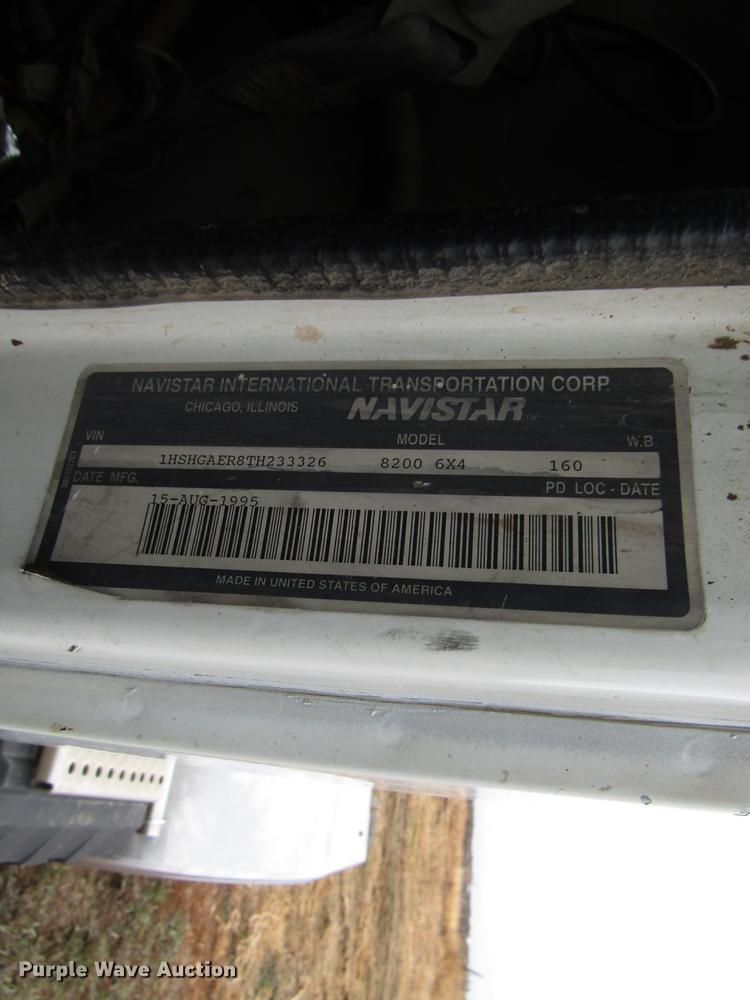 NAVISTAR INTERNATIONAL TRANSPORTATION CORP.
CHICAGO, ILLINOIS NAVISTAR
VIN MODEL W.B.
1HSHGAER8TH233326 8200 6X4 160
DATE MFG. PD LOC - DATE
15-AUG-1995
MADE IN UNITED STATES OF AMERICA
Purple Wave Auction